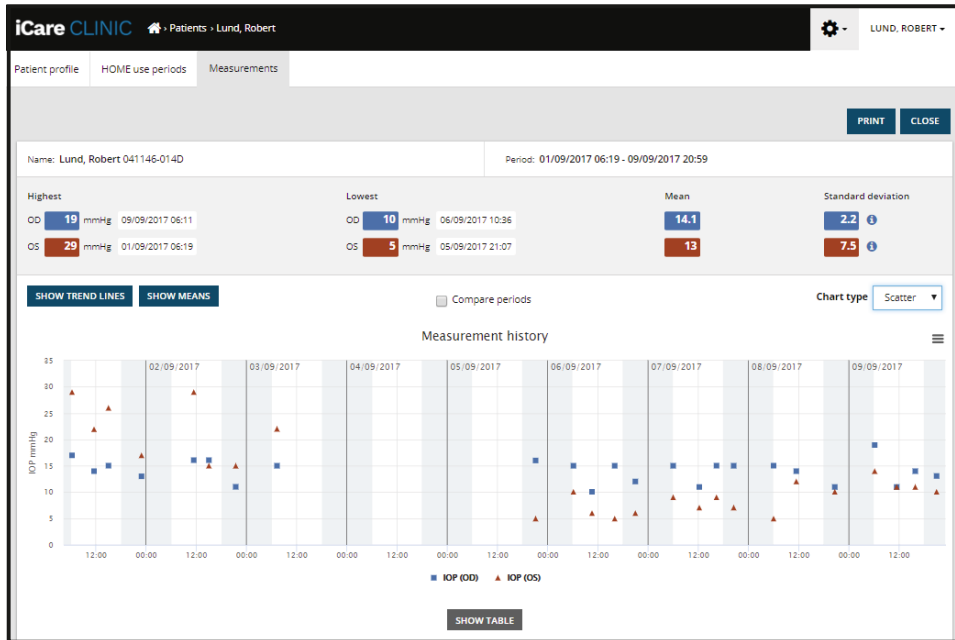 iCare CLINIC › Patients › Lund, Robert LUND, ROBERT
Patient profile HOME use periods Measurements
PRINT CLOSE
Name: Lund, Robert 041146-014D Period: 01/09/2017 06:19 - 09/09/2017 20:59
Highest Lowest Mean Standard deviation
OD 19 mmHg 09/09/2017 06:11 OD 10 mmHg 06/09/2017 10:36 14.1 2.2
OS 29 mmHg 01/09/2017 06:19 OS 5 mmHg 05/09/2017 21:07 13 7.5
SHOW TREND LINES SHOW MEANS Compare periods Chart type Scatter
Measurement history
02/09/2017 03/09/2017 04/09/2017 05/09/2017 06/09/2017 07/09/2017 08/09/2017 09/09/2017
35
30
25
20
15
10
5
0
IOP mmHg
12:00 00:00 12:00 00:00 12:00 00:00 12:00 00:00 12:00 00:00 12:00 00:00 12:00 00:00 12:00 00:00 12:00
IOP (OD) IOP (OS)
SHOW TABLE